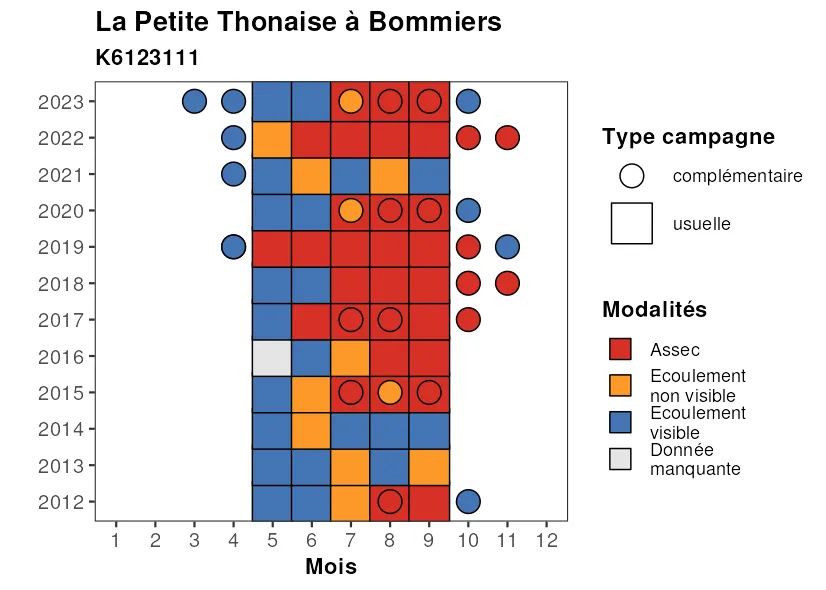 La Petite Thonaise à Bommiers
K6123111
2023
2022
2021
2020
2019
2018
2017
2016
2015
2014
2013
2012
1 2 3 4 5 6 7 8 9 10 11 12
Mois
Type campagne
complémentaire
usuelle
Modalités
Assec
Ecoulement
non visible
Ecoulement
visible
Donnée
manquante